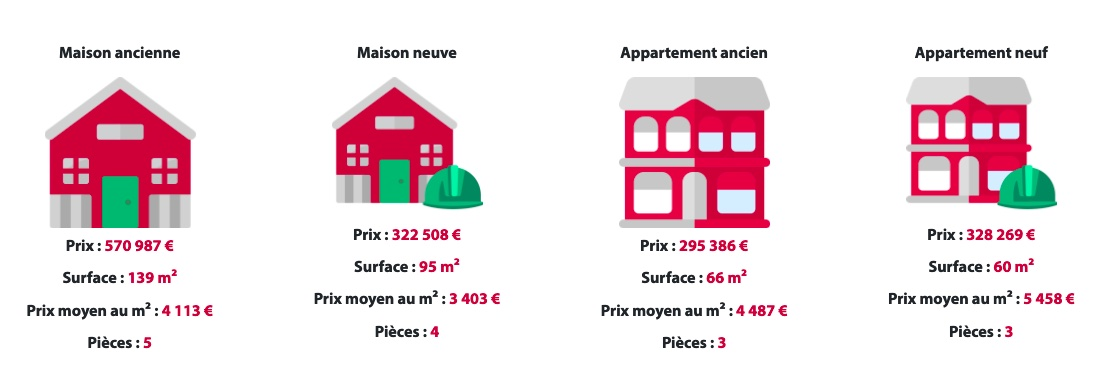 Maison ancienne
Prix : 570 987 €
Surface : 139 m²
Prix moyen au m² : 4 113 €
Pièces : 5
Maison neuve
Prix : 322 508 €
Surface : 95 m²
Prix moyen au m² : 3 403 €
Pièces : 4
Appartement ancien
Prix : 295 386 €
Surface : 66 m²
Prix moyen au m² : 4 487 €
Pièces : 3
Appartement neuf
Prix : 328 269 €
Surface : 60 m²
Prix moyen au m² : 5 458 €
Pièces : 3